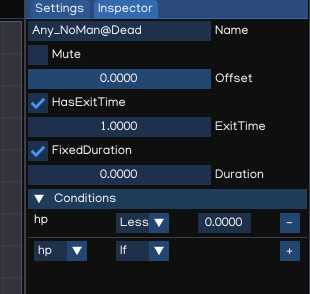 Settings Inspector
Any_NoMan@Dead Name
Mute
0.0000 Offset
HasExitTime
1.0000 ExitTime
FixedDuration
0.0000 Duration
Conditions
hp Less 0.0000 -
hp If +